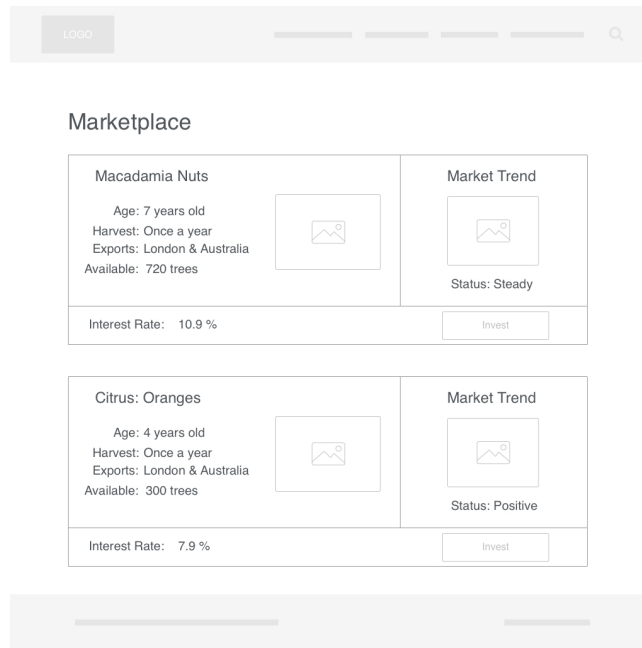 LOGO
Marketplace
Macadamia Nuts
Age: 7 years old
Harvest: Once a year
Exports: London & Australia
Available: 720 trees
Market Trend
Status: Steady
Interest Rate: 10.9 %
Invest
Citrus: Oranges
Age: 4 years old
Harvest: Once a year
Exports: London & Australia
Available: 300 trees
Market Trend
Status: Positive
Interest Rate: 7.9 %
Invest